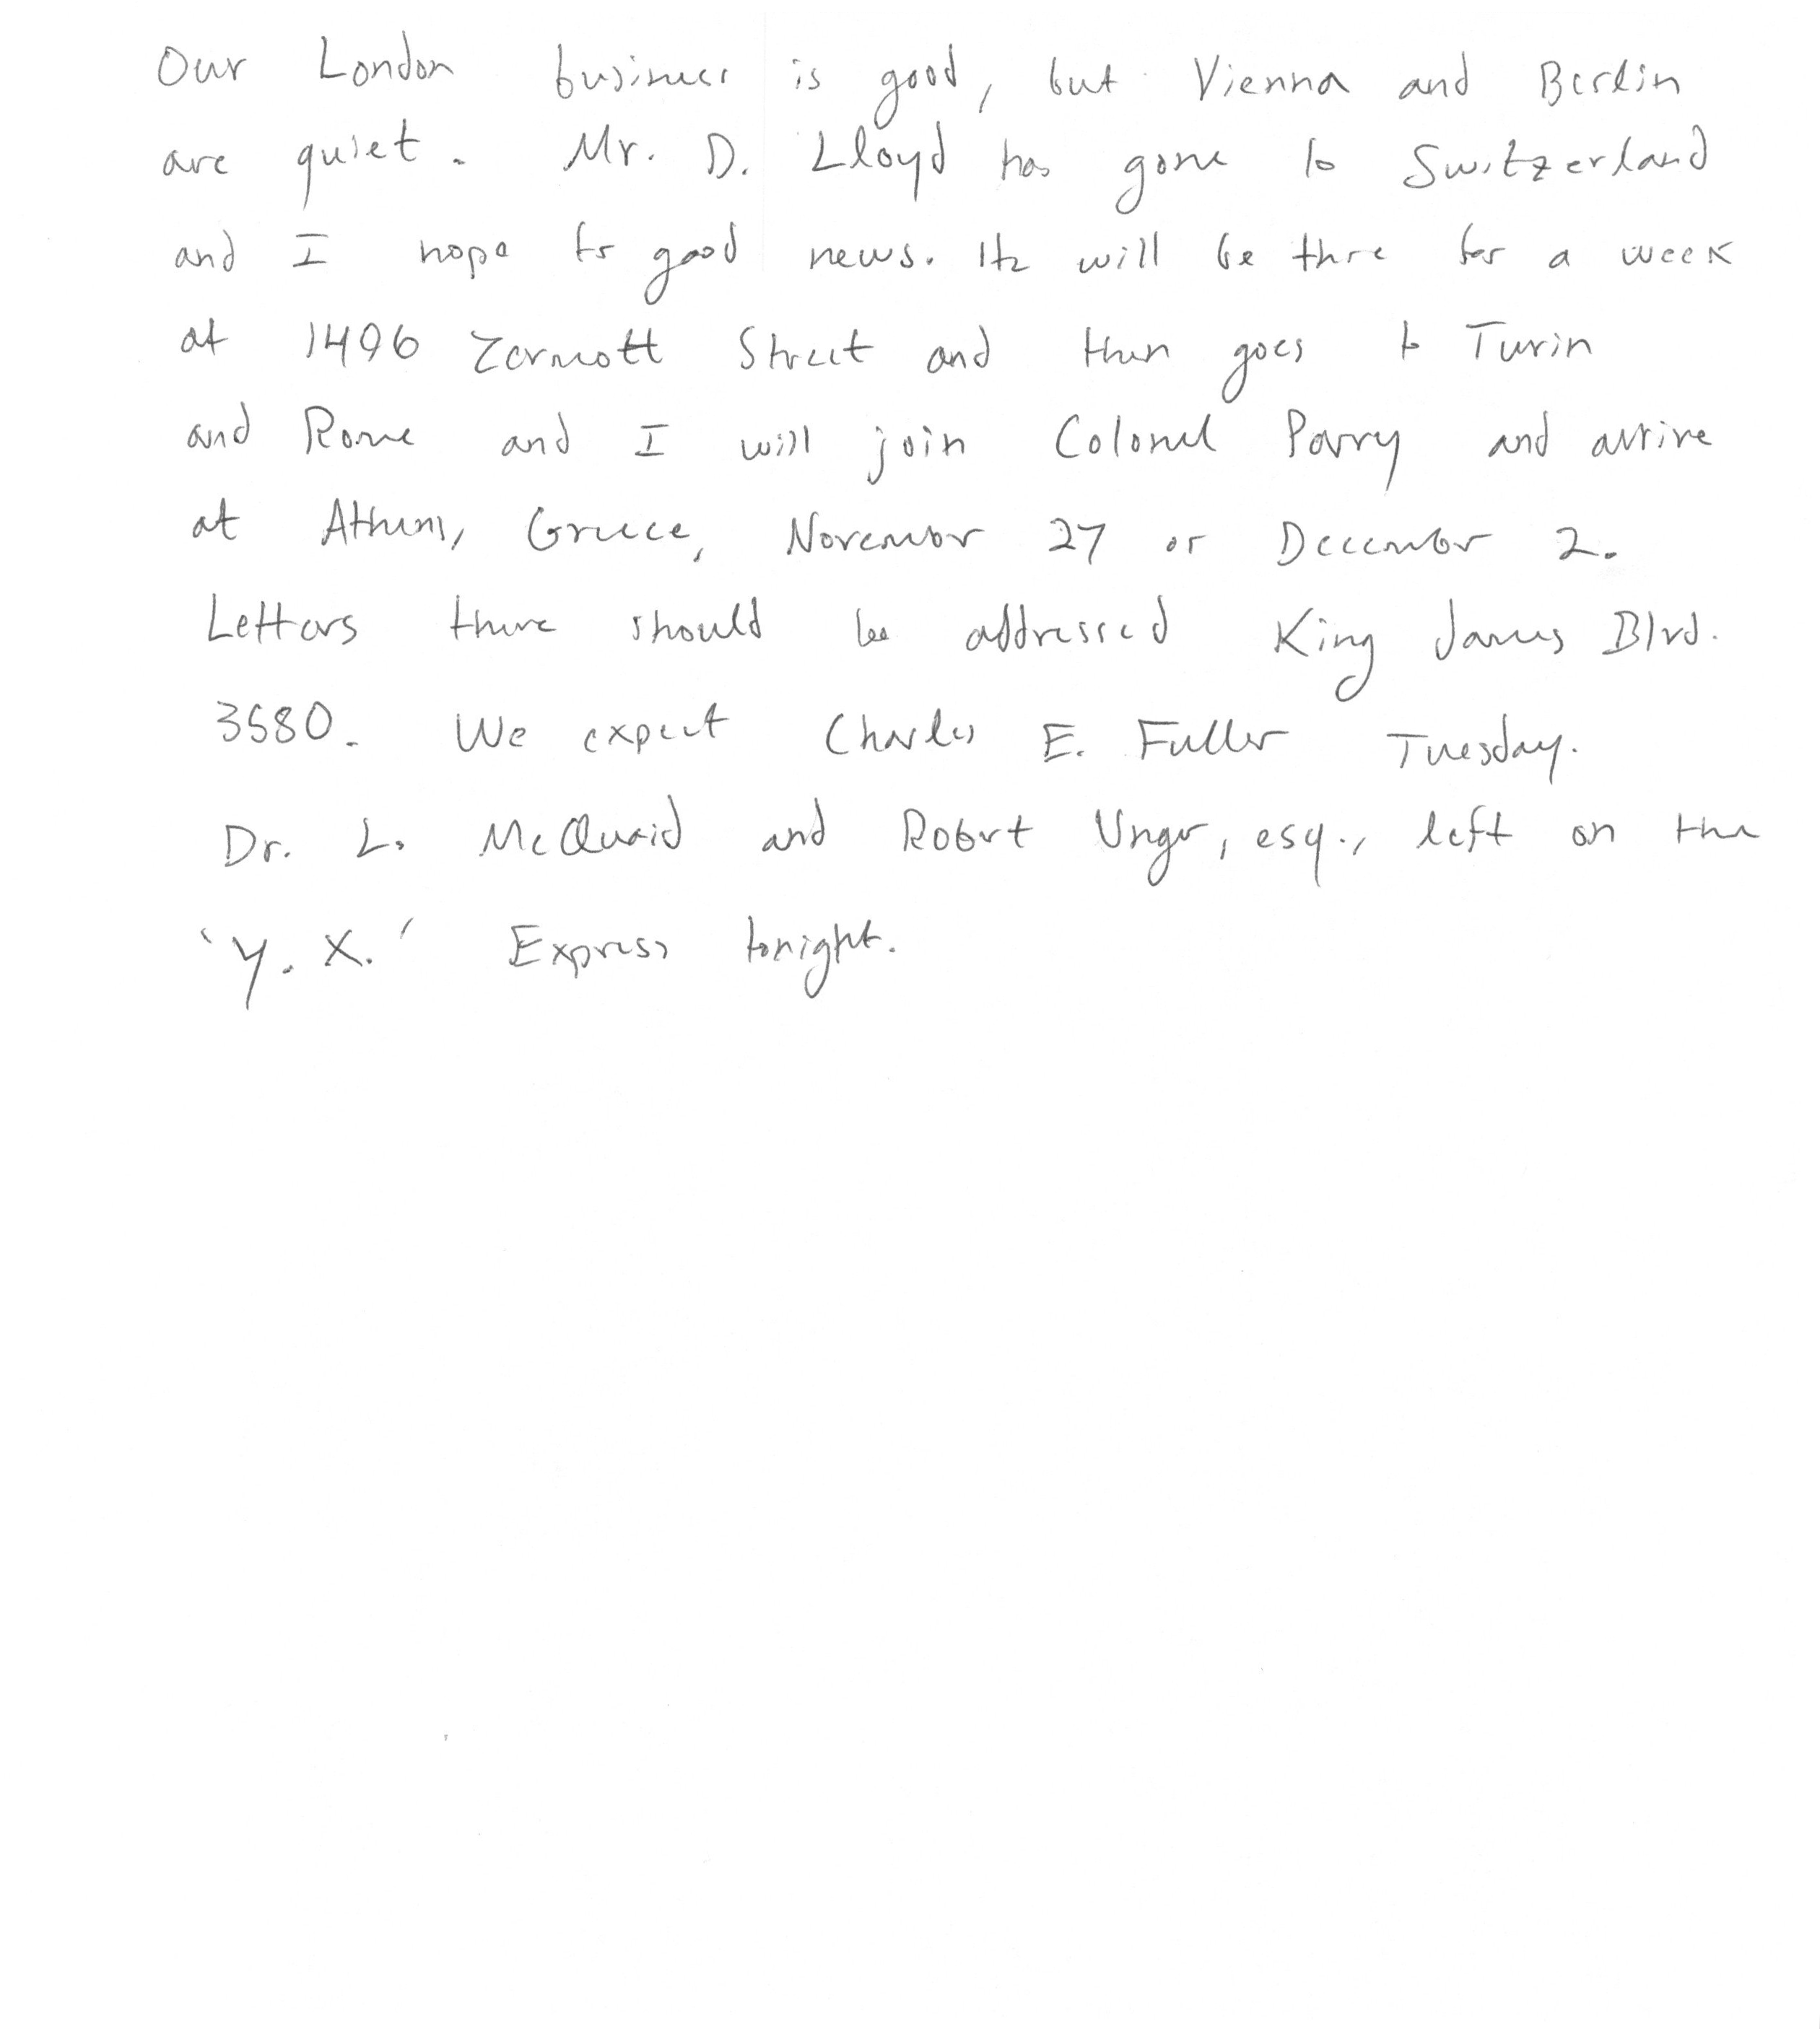 Our London business is good, but Vienna and Berlin
are quiet. Mr. D. Lloyd has gone to Switzerland
and I hope for good news. He will be there for a week
at 1496 Zermott Street and then goes to Turin
and Rome and I will join Colonel Parry and arrive
at Athens, Greece, November 27 or December 2.
Letters there should be addressed King James Blvd.
3580. We expect Charles E. Fuller Tuesday.
Dr. L. McQuaid and Robert Unger, esq., left on the
'Y. X.' Express tonight.